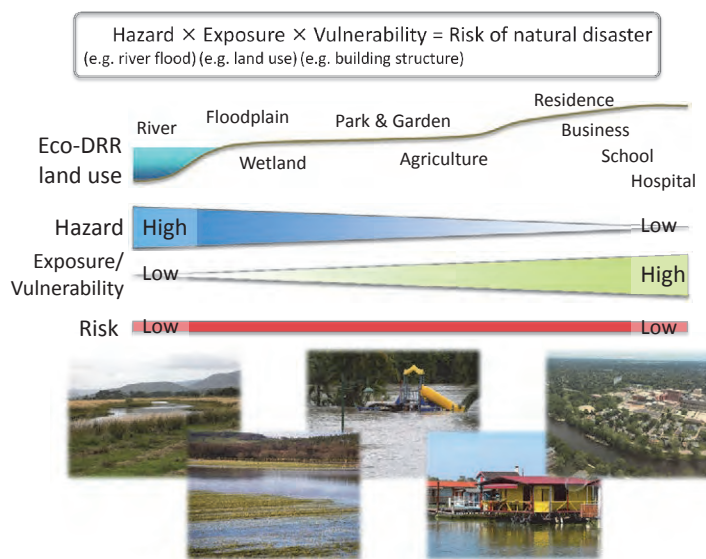 Hazard × Exposure × Vulnerability = Risk of natural disaster
(e.g. river flood) (e.g. land use) (e.g. building structure)
Eco-DRR
land use
River
Floodplain
Wetland
Park & Garden
Agriculture
Residence
Business
School
Hospital
Hazard
High
Low
Exposure/
Vulnerability
Low
High
Risk
Low
Low